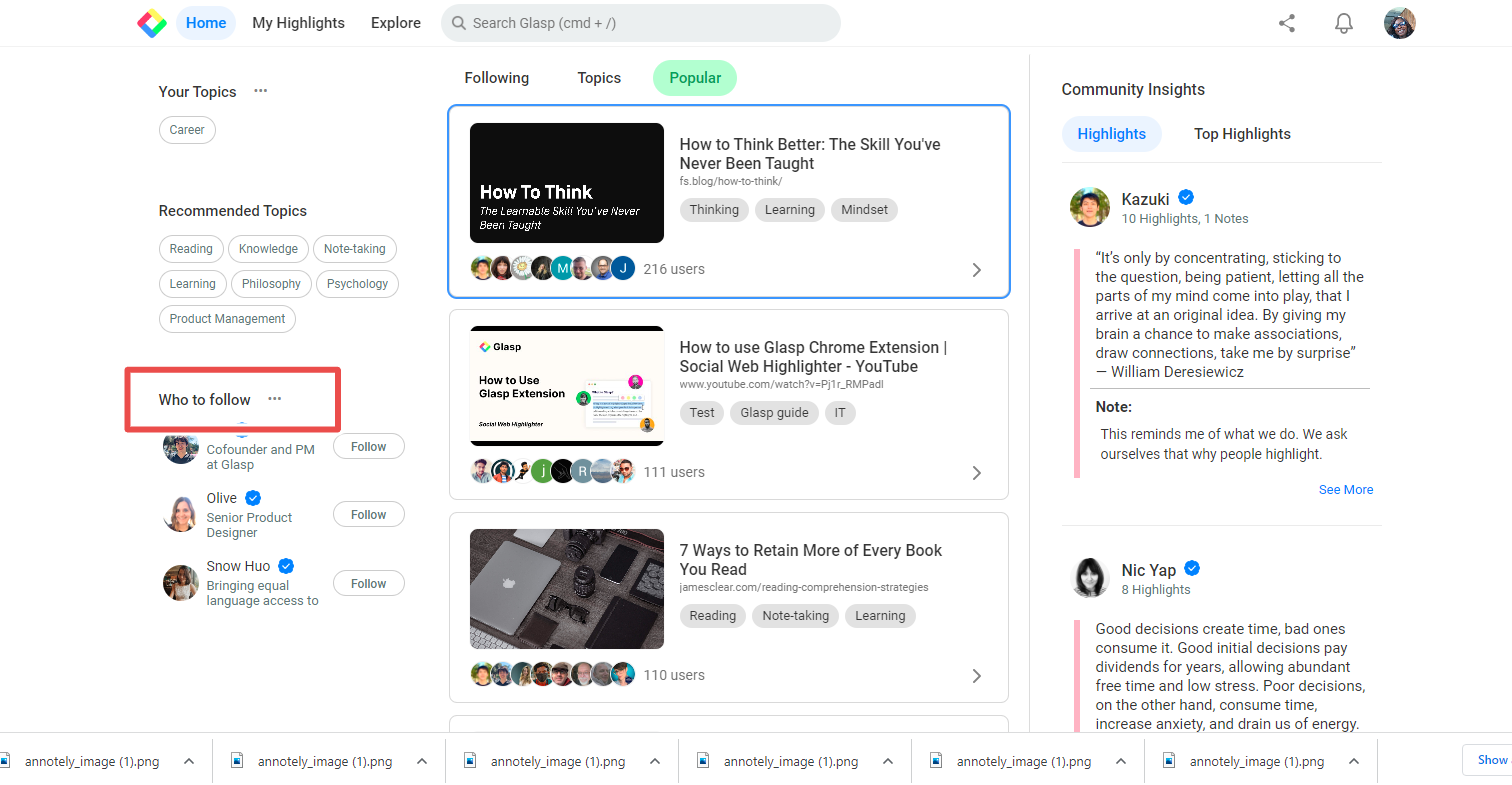 Home
My Highlights
Explore
Search Glasp (cmd + /)
Your Topics
Career
Recommended Topics
Reading
Knowledge
Note-taking
Learning
Philosophy
Psychology
Product Management
Who to follow
Cofounder and PM
at Glasp
Follow
Olive
Senior Product
Designer
Follow
Snow Huo
Bringing equal
language access to
Follow
Following
Topics
Popular
How To Think
The Learnable Skill You've Never
Been Taught
How to Think Better: The Skill You've
Never Been Taught
fs.blog/how-to-think/
Thinking
Learning
Mindset
M
J
216 users
Glasp
How to Use
Glasp Extension
Social Web Highlighter
How to use Glasp Chrome Extension |
Social Web Highlighter - YouTube
www.youtube.com/watch?v=Pj1r_RMPadI
Test
Glasp guide
IT
j
R
111 users
7 Ways to Retain More of Every Book
You Read
jamesclear.com/reading-comprehension-strategies
Reading
Note-taking
Learning
110 users
Community Insights
Highlights
Top Highlights
Kazuki
10 Highlights, 1 Notes
“It’s only by concentrating, sticking to
the question, being patient, letting all the
parts of my mind come into play, that I
arrive at an original idea. By giving my
brain a chance to make associations,
draw connections, take me by surprise”
— William Deresiewicz
Note:
This reminds me of what we do. We ask
ourselves that why people highlight.
See More
Nic Yap
8 Highlights
Good decisions create time, bad ones
consume it. Good initial decisions pay
dividends for years, allowing abundant
free time and low stress. Poor decisions,
on the other hand, consume time,
increase anxiety, and drain us of energy.
annotely_image (1).png
annotely_image (1).png
annotely_image (1).png
annotely_image (1).png
annotely_image (1).png
annotely_image (1).png
Show